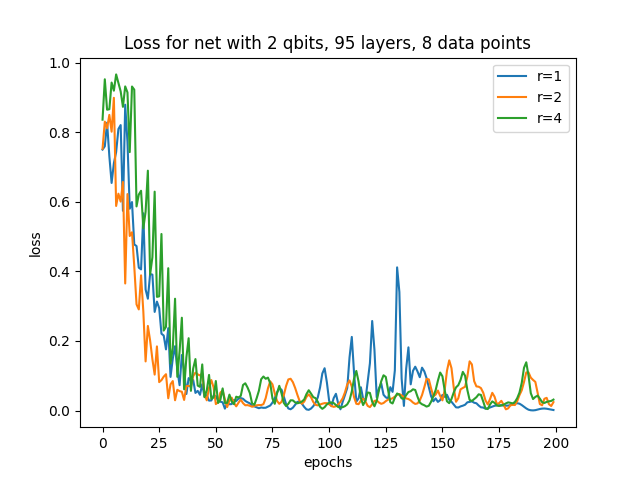 Loss for net with 2 qbits, 95 layers, 8 data points
r=1
r=2
r=4
loss
1.0
0.8
0.6
0.4
0.2
0.0
0 25 50 75 100 125 150 175 200
epochs